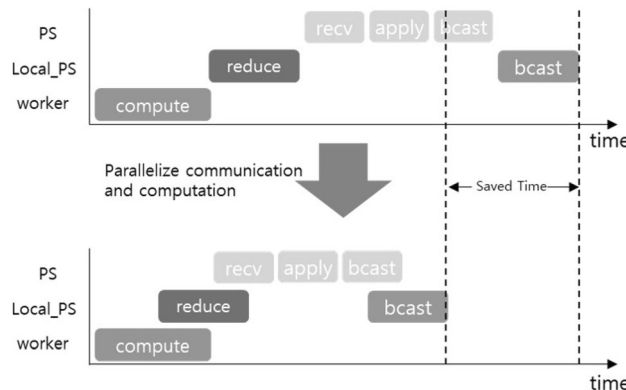 PS
recv
apply
bcast
Local_PS
reduce
bcast
worker
compute
time
Parallelize communication
and computation
Saved Time
PS
recv
apply
bcast
Local_PS
reduce
bcast
worker
compute
time